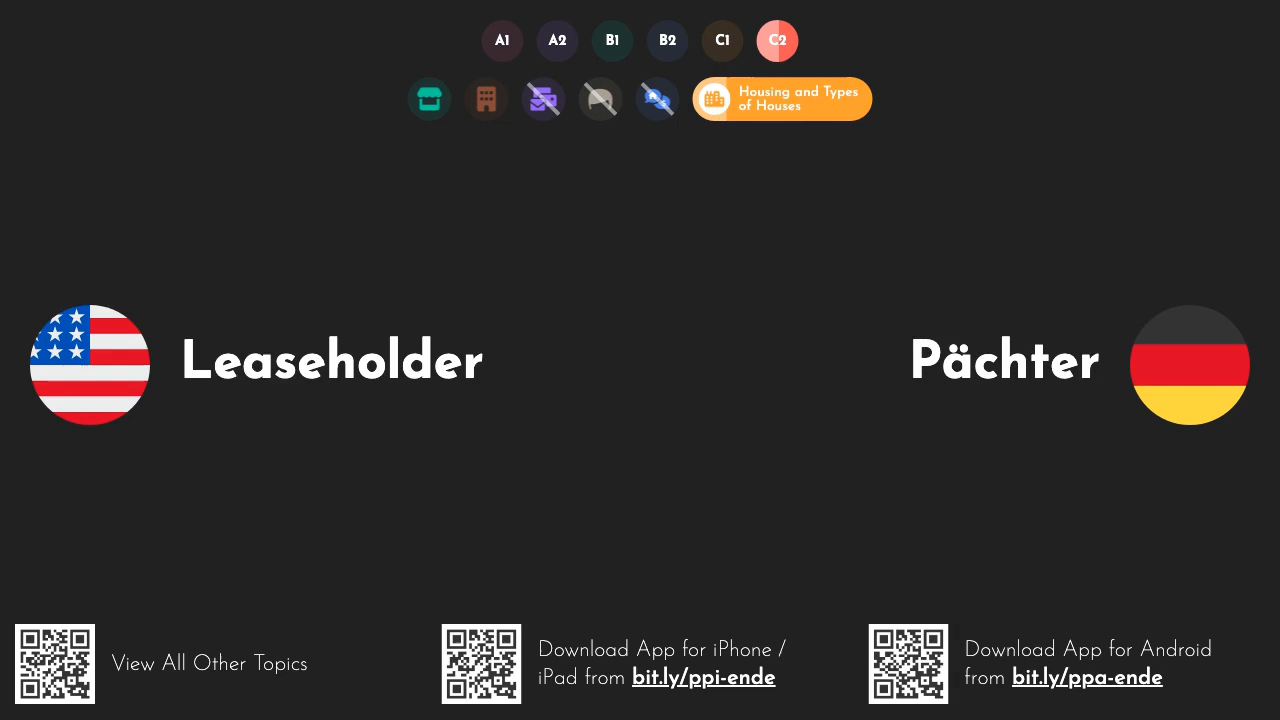 A1 A2 B1 B2 C1 C2
Housing and Types
of Houses
Leaseholder
Pächter
View All Other Topics
Download App for iPhone /
iPad from bit.ly/ppi-ende
Download App for Android
from bit.ly/ppa-ende